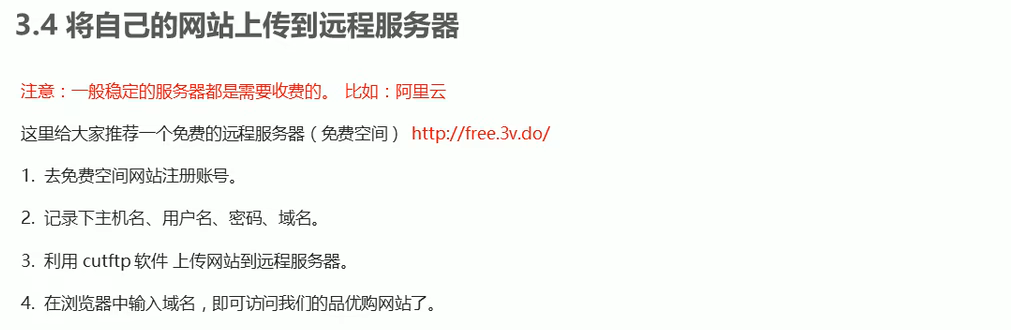 3.4 将自己的网站上传到远程服务器
注意：一般稳定的服务器都是需要收费的。 比如：阿里云
这里给大家推荐一个免费的远程服务器（免费空间） http://free.3v.do/
1. 去免费空间网站注册账号。
2. 记录下主机名、用户名、密码、域名。
3. 利用 cutftp 软件 上传网站到远程服务器。
4. 在浏览器中输入域名，即可访问我们的品优购网站了。